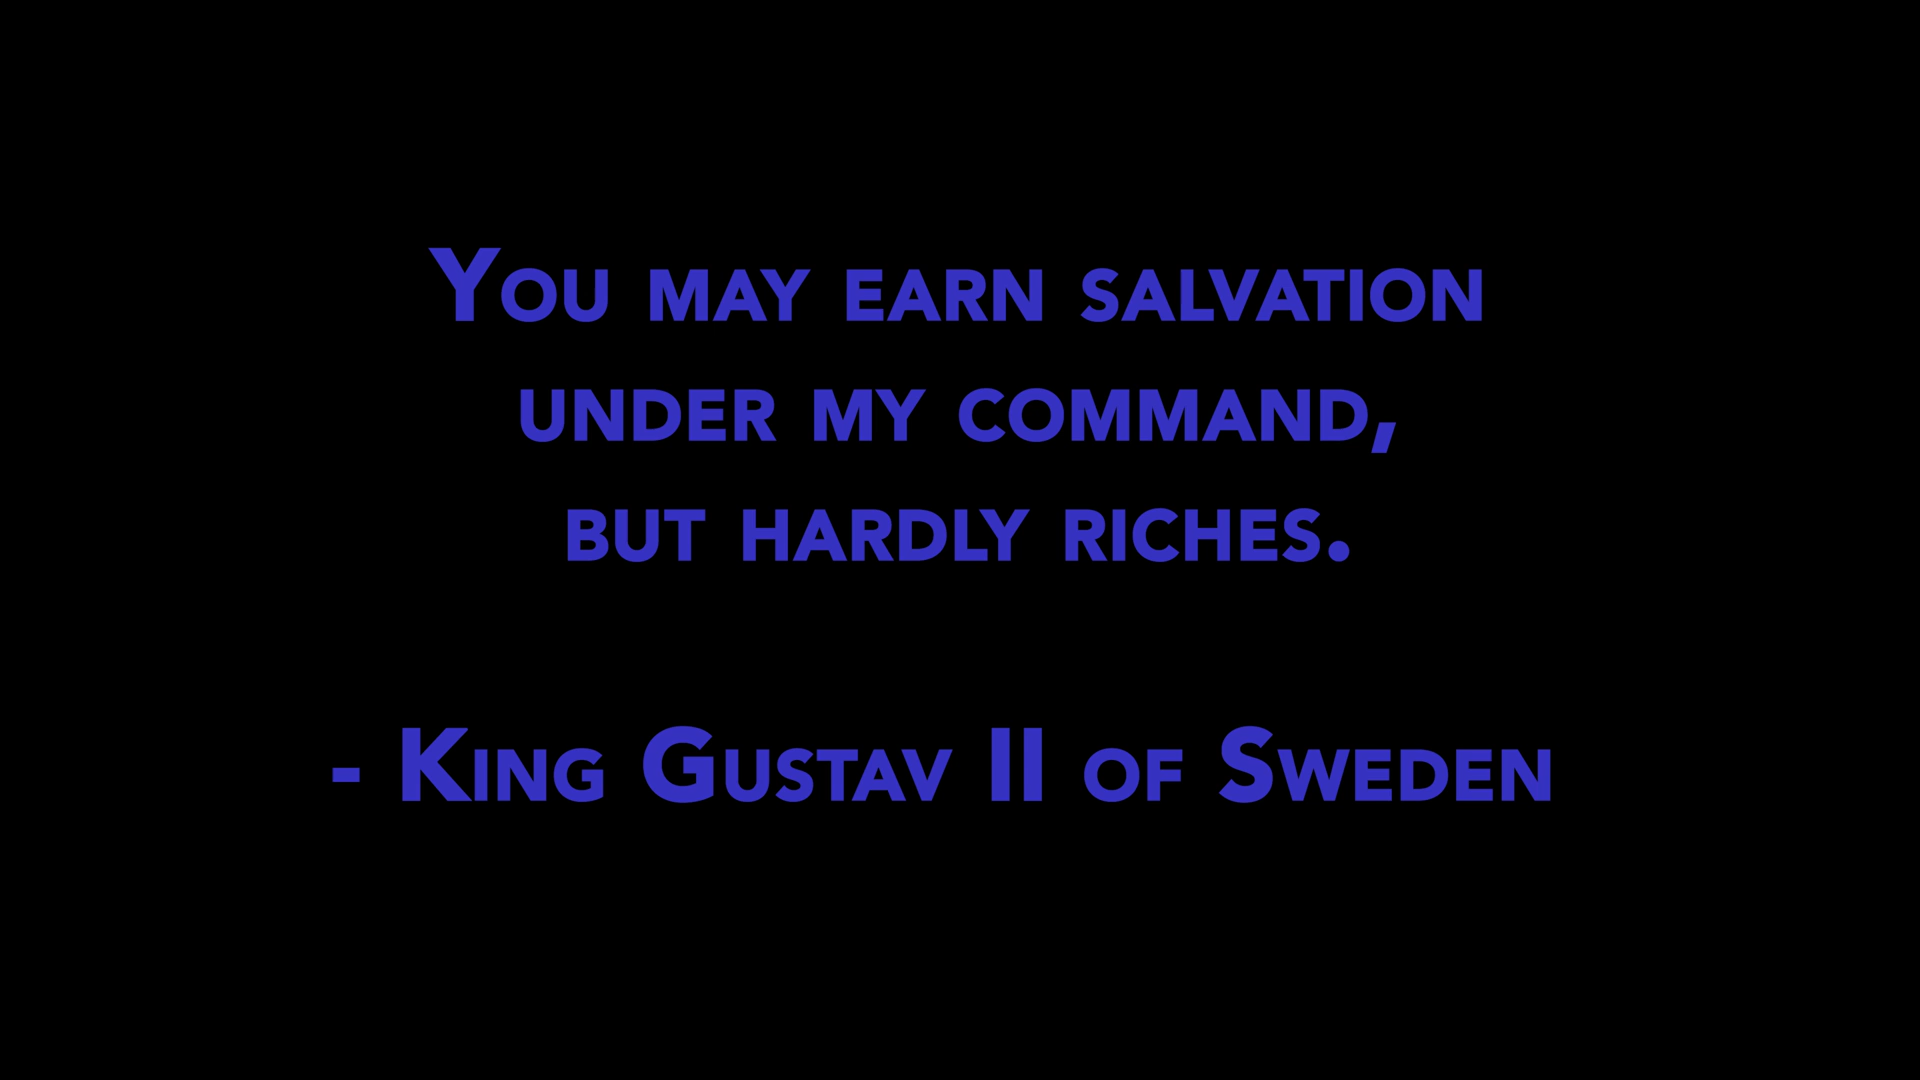 You may earn salvation
under my command,
but hardly riches.
- King Gustav II of Sweden